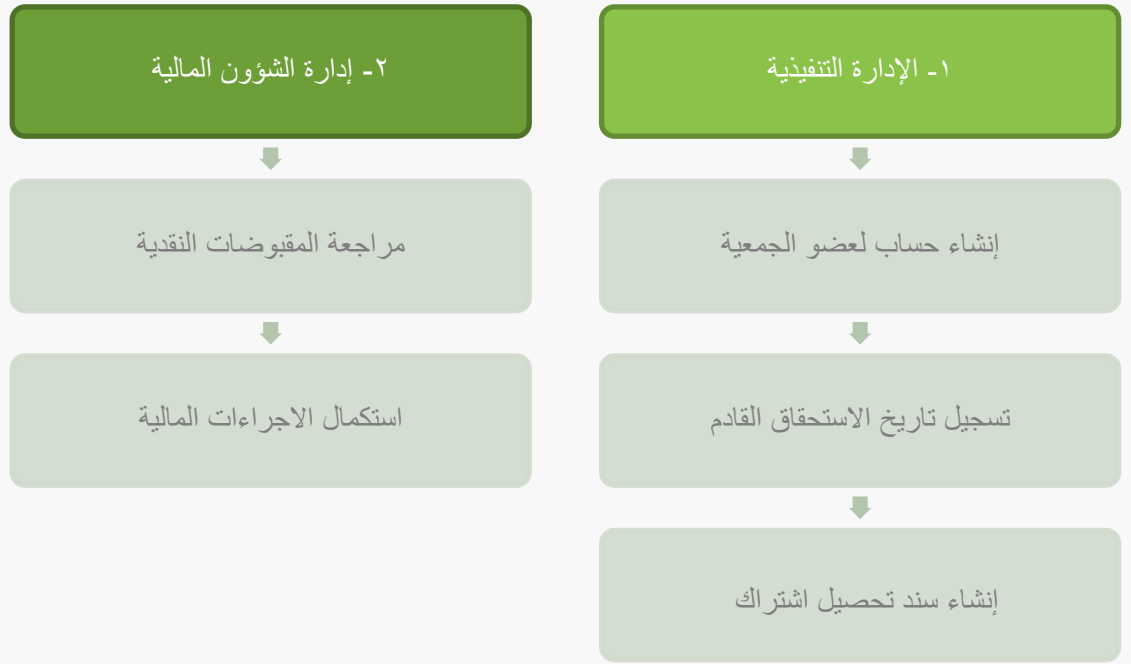 ١- الإدارة التنفيذية
إنشاء حساب لعضو الجمعية
تسجيل تاريخ الاستحقاق القادم
إنشاء سند تحصيل اشتراك
٢- إدارة الشؤون المالية
مراجعة المقبوضات النقدية
استكمال الاجراءات المالية